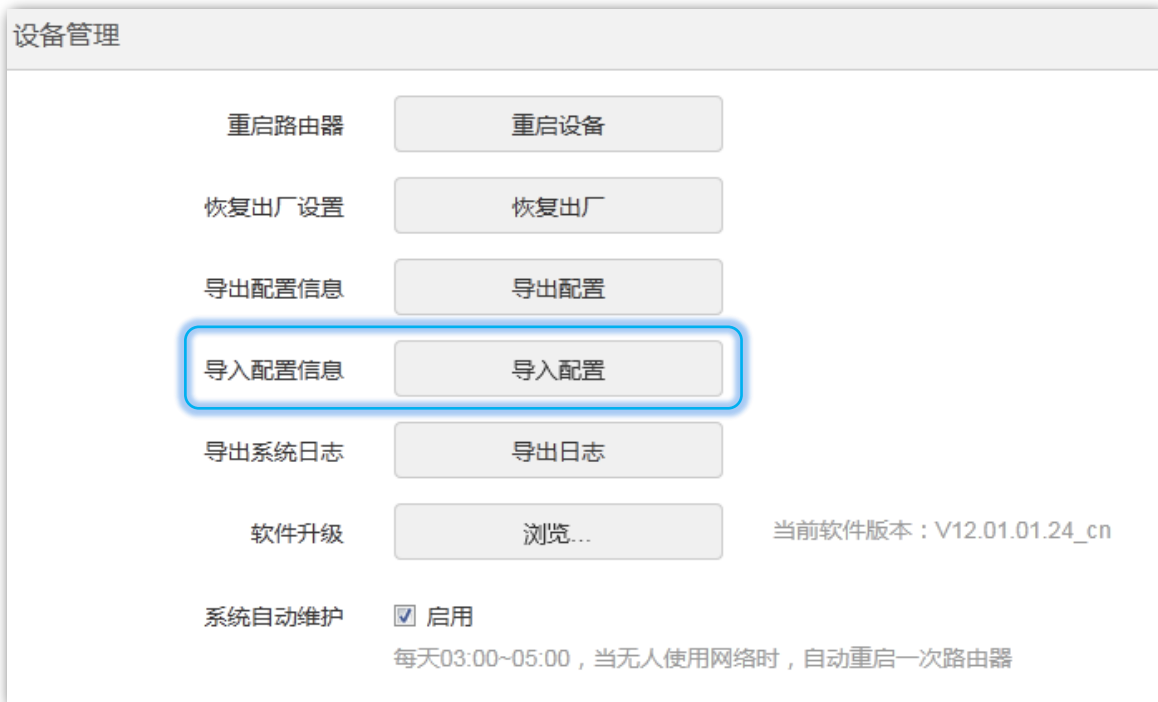 设备管理
重启路由器 重启设备
恢复出厂设置 恢复出厂
导出配置信息 导出配置
导入配置信息 导入配置
导出系统日志 导出日志
软件升级 浏览... 当前软件版本：V12.01.01.24_cn
系统自动维护 启用
每天03:00~05:00，当无人使用网络时，自动重启一次路由器